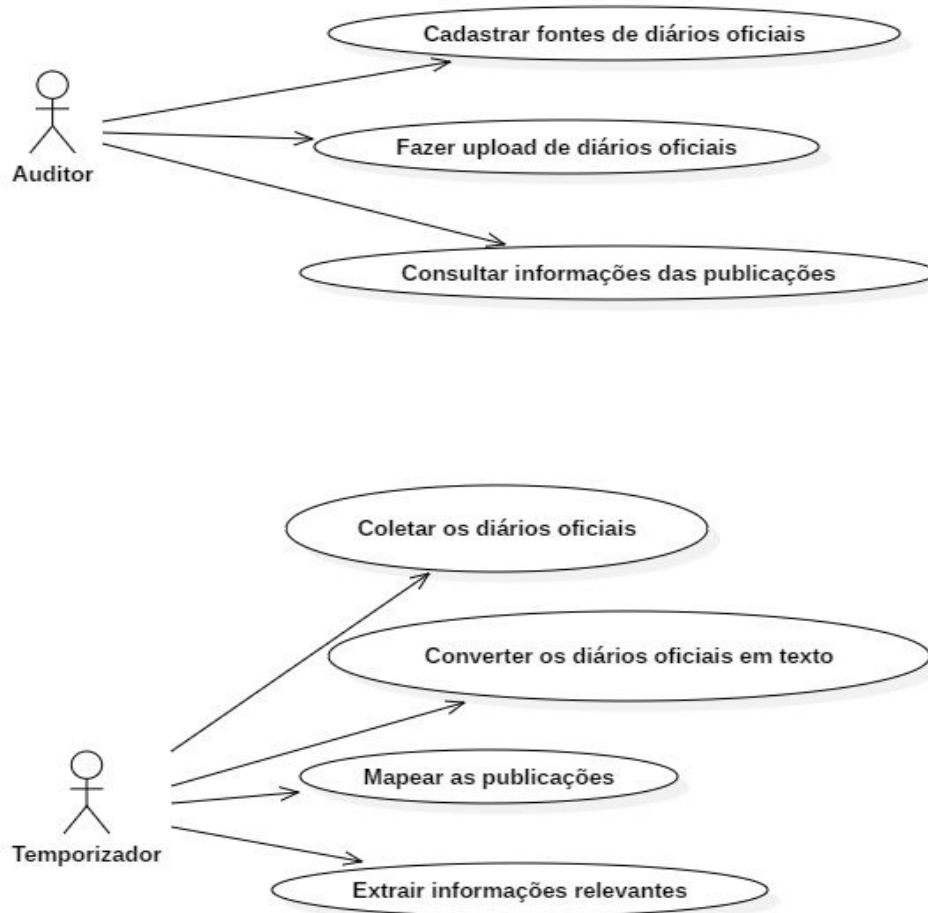 Cadastrar fontes de diários oficiais
Fazer upload de diários oficiais
Auditor
Consultar informações das publicações
Coletar os diários oficiais
Converter os diários oficiais em texto
Mapear as publicações
Temporizador
Extrair informações relevantes